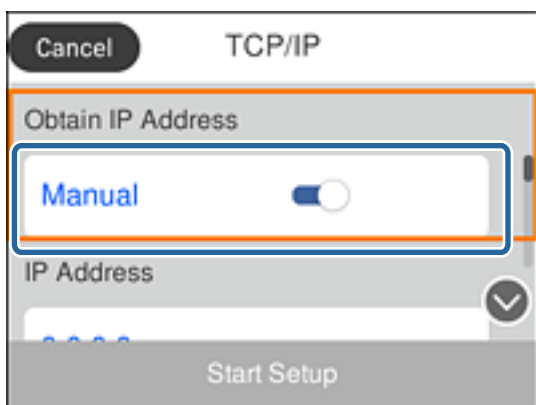 Cancel
TCP/IP
Obtain IP Address
Manual
IP Address
Start Setup